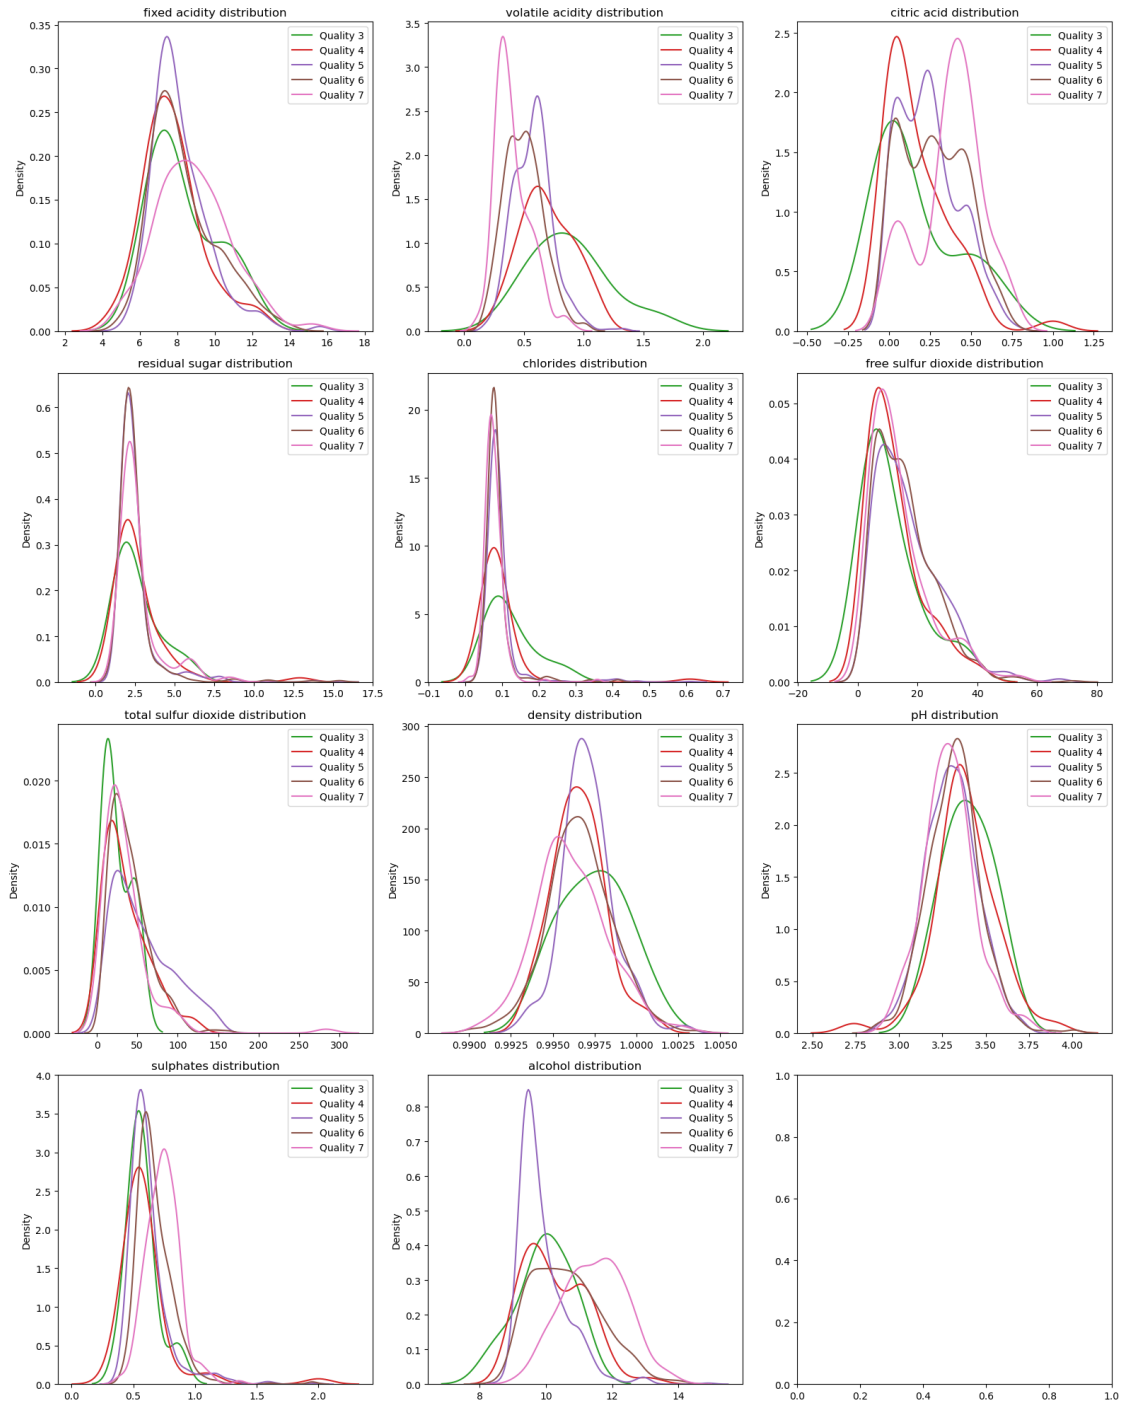 fixed acidity distribution
Density
0.35
0.30
0.25
0.20
0.15
0.10
0.05
0.00
2 4 6 8 10 12 14 16 18
Quality 3
Quality 4
Quality 5
Quality 6
Quality 7
volatile acidity distribution
Density
3.5
3.0
2.5
2.0
1.5
1.0
0.5
0.0
0.0 0.5 1.0 1.5 2.0
Quality 3
Quality 4
Quality 5
Quality 6
Quality 7
citric acid distribution
Density
2.5
2.0
1.5
1.0
0.5
0.0
−0.50 −0.25 0.00 0.25 0.50 0.75 1.00 1.25
Quality 3
Quality 4
Quality 5
Quality 6
Quality 7
residual sugar distribution
Density
0.6
0.5
0.4
0.3
0.2
0.1
0.0
0.0 2.5 5.0 7.5 10.0 12.5 15.0 17.5
Quality 3
Quality 4
Quality 5
Quality 6
Quality 7
chlorides distribution
Density
20
15
10
5
0
−0.1 0.0 0.1 0.2 0.3 0.4 0.5 0.6 0.7
Quality 3
Quality 4
Quality 5
Quality 6
Quality 7
free sulfur dioxide distribution
Density
0.05
0.04
0.03
0.02
0.01
0.00
−20 0 20 40 60 80
Quality 3
Quality 4
Quality 5
Quality 6
Quality 7
total sulfur dioxide distribution
Density
0.020
0.015
0.010
0.005
0.000
0 50 100 150 200 250 300
Quality 3
Quality 4
Quality 5
Quality 6
Quality 7
density distribution
Density
300
250
200
150
100
50
0
0.9900 0.9925 0.9950 0.9975 1.0000 1.0025 1.0050
Quality 3
Quality 4
Quality 5
Quality 6
Quality 7
pH distribution
Density
2.5
2.0
1.5
1.0
0.5
0.0
2.50 2.75 3.00 3.25 3.50 3.75 4.00
Quality 3
Quality 4
Quality 5
Quality 6
Quality 7
sulphates distribution
Density
4.0
3.5
3.0
2.5
2.0
1.5
1.0
0.5
0.0
0.0 0.5 1.0 1.5 2.0
Quality 3
Quality 4
Quality 5
Quality 6
Quality 7
alcohol distribution
Density
0.8
0.7
0.6
0.5
0.4
0.3
0.2
0.1
0.0
8 10 12 14
Quality 3
Quality 4
Quality 5
Quality 6
Quality 7
1.0
0.8
0.6
0.4
0.2
0.0
0.0 0.2 0.4 0.6 0.8 1.0